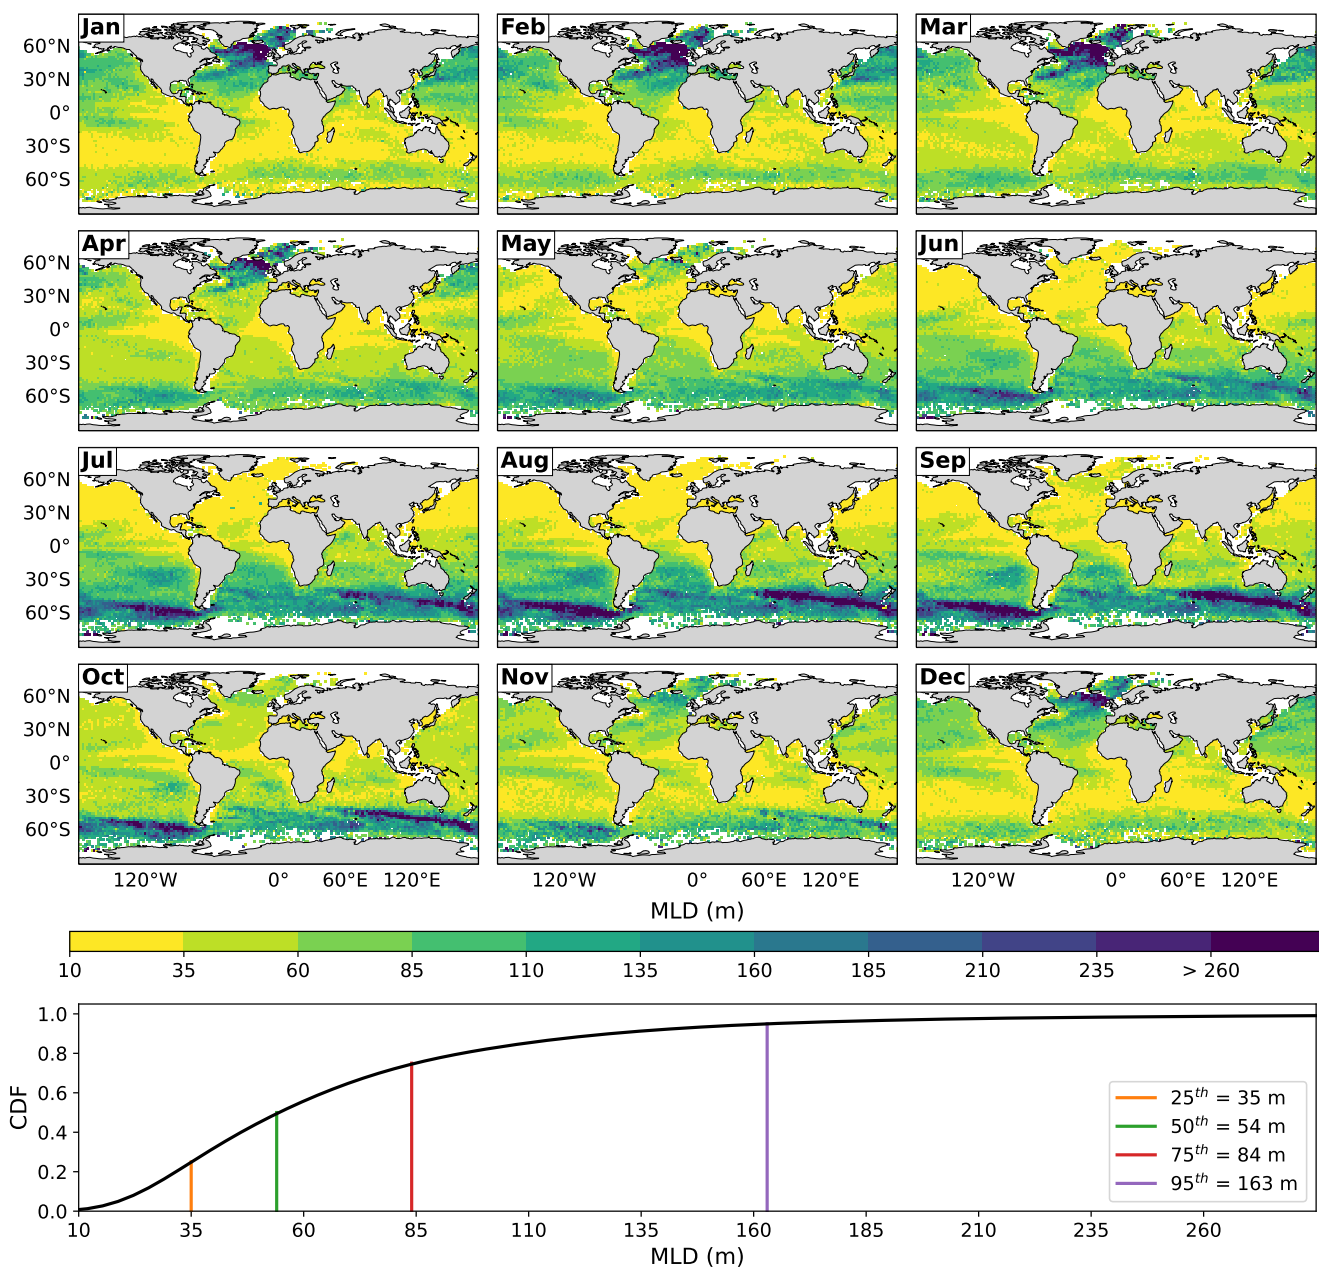 Jan
Feb
Mar
60°N
30°N
0°
30°S
60°S
Apr
May
Jun
60°N
30°N
0°
30°S
60°S
Jul
Aug
Sep
60°N
30°N
0°
30°S
60°S
Oct
Nov
Dec
60°N
30°N
0°
30°S
60°S
120°W 0° 60°E 120°E
120°W 0° 60°E 120°E
120°W 0° 60°E 120°E
MLD (m)
10 35 60 85 110 135 160 185 210 235 > 260
1.0
0.8
0.6
0.4
0.2
0.0
CDF
25th = 35 m
50th = 54 m
75th = 84 m
95th = 163 m
10 35 60 85 110 135 160 185 210 235 260
MLD (m)